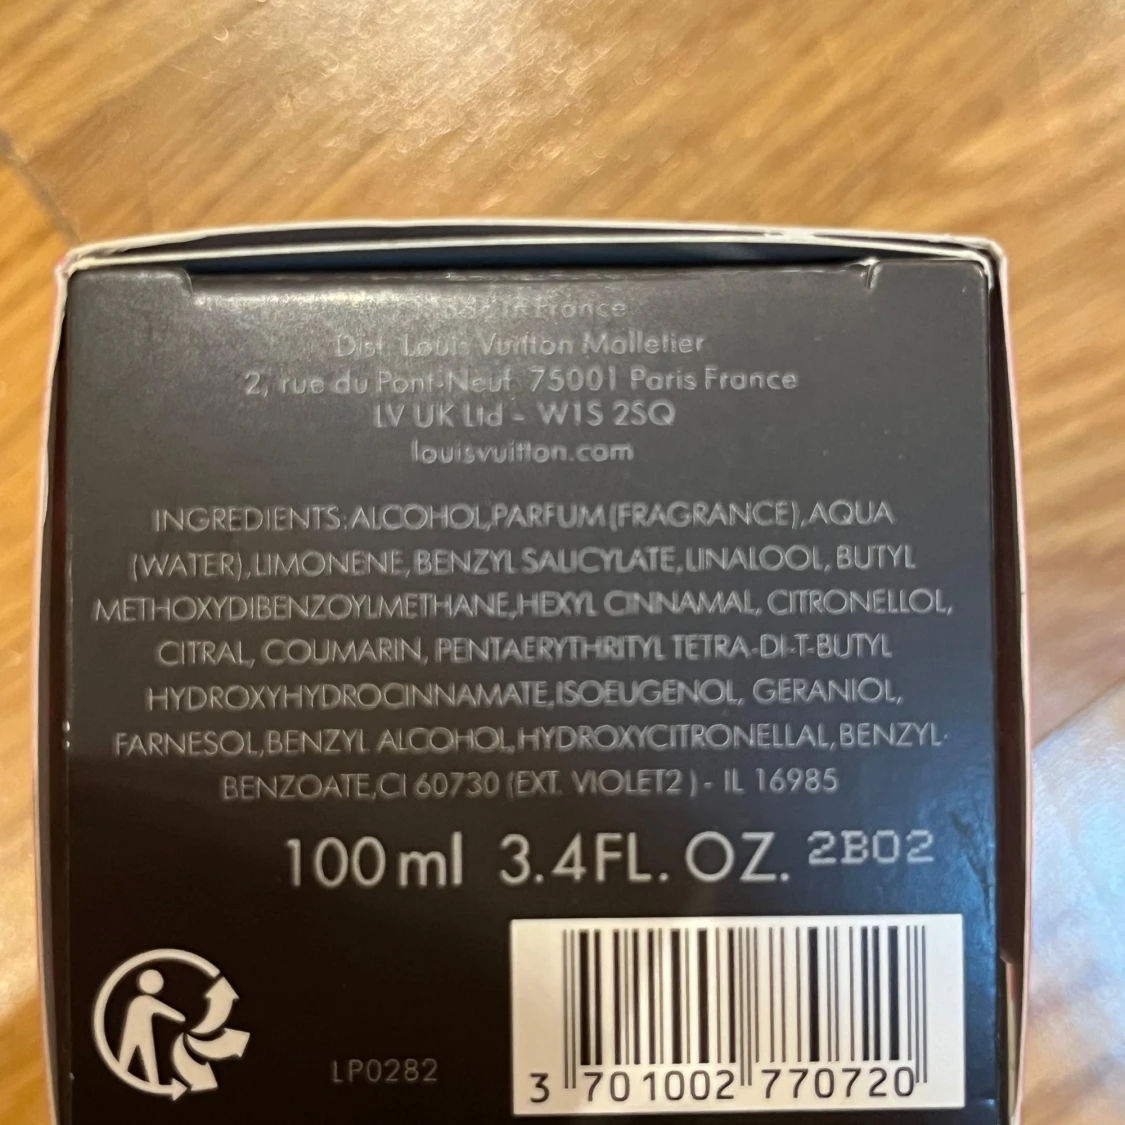 in France
Dist. Louis Vuitton Malletier
2, rue du Pont-Neuf 75001 Paris France
LV UK Ltd - W1S 2SQ
louisvuitton.com
INGREDIENTS:ALCOHOL,PARFUM(FRAGRANCE),AQUA
(WATER),LIMONENE,BENZYL SALICYLATE,LINALOOL, BUTYL
METHOXYDIBENZOYLMETHANE,HEXYL CINNAMAL, CITRONELLOL,
CITRAL, COUMARIN, PENTAERYTHRITYL TETRA-DI-T-BUTYL
HYDROXYHYDROCINNAMATE,ISOEUGENOL, GERANIOL,
FARNESOL,BENZYL ALCOHOL,HYDROXYCITRONELLAL,BENZYL-
BENZOATE,CI 60730 (EXT. VIOLET2 ) - IL 16985
100 ml 3.4FL. OZ. 2B02
LP0282
3 701002 770720